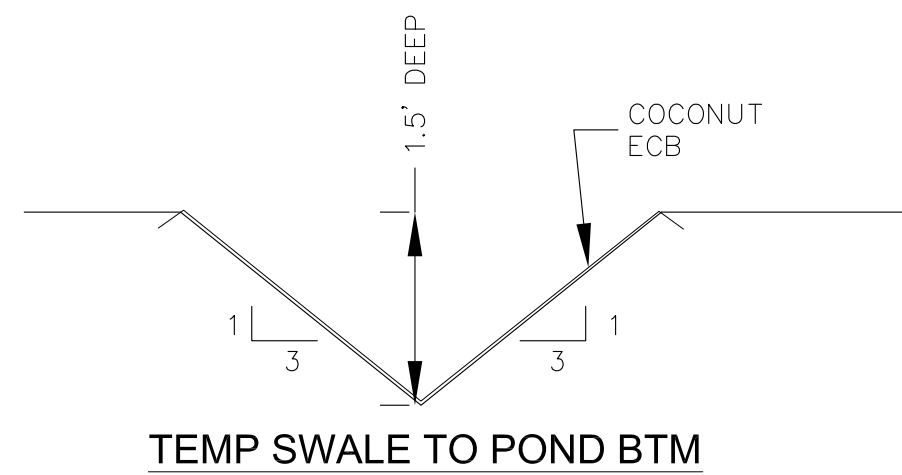 1.5' DEEP
COCONUT
ECB
1
3
3
1
TEMP SWALE TO POND BTM